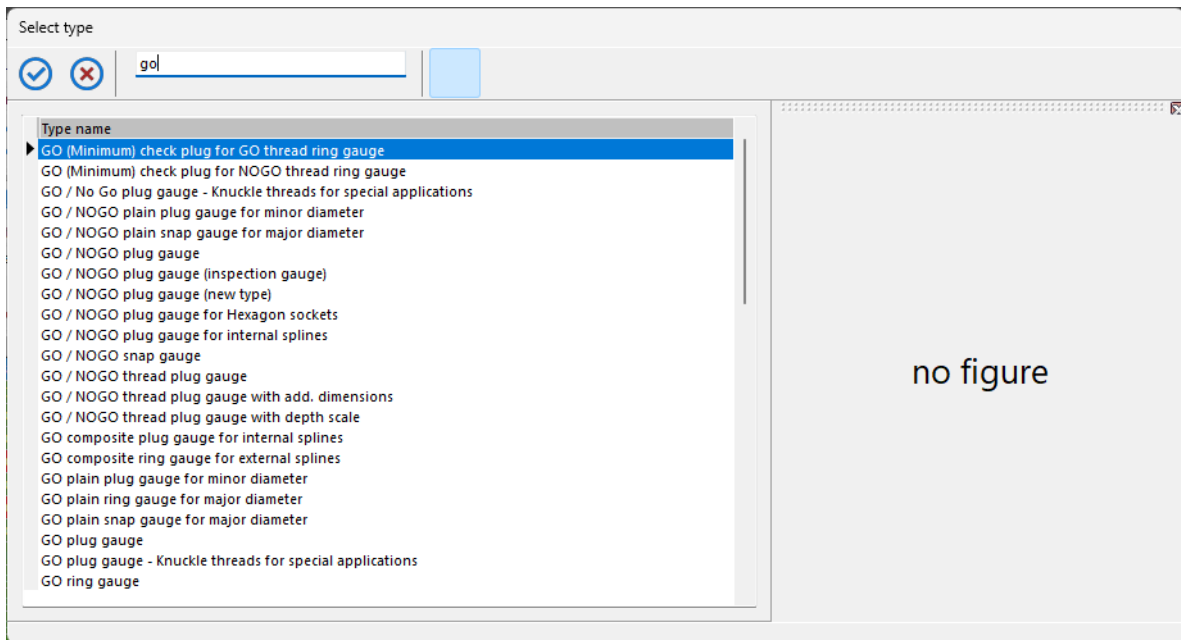 Select type
go
Type name
GO (Minimum) check plug for GO thread ring gauge
GO (Minimum) check plug for NOGO thread ring gauge
GO / No Go plug gauge - Knuckle threads for special applications
GO / NOGO plain plug gauge for minor diameter
GO / NOGO plain snap gauge for major diameter
GO / NOGO plug gauge
GO / NOGO plug gauge (inspection gauge)
GO / NOGO plug gauge (new type)
GO / NOGO plug gauge for Hexagon sockets
GO / NOGO plug gauge for internal splines
GO / NOGO snap gauge
GO / NOGO thread plug gauge
GO / NOGO thread plug gauge with add. dimensions
GO / NOGO thread plug gauge with depth scale
GO composite plug gauge for internal splines
GO composite ring gauge for external splines
GO plain plug gauge for minor diameter
GO plain ring gauge for major diameter
GO plain snap gauge for major diameter
GO plug gauge
GO plug gauge - Knuckle threads for special applications
GO ring gauge
no figure